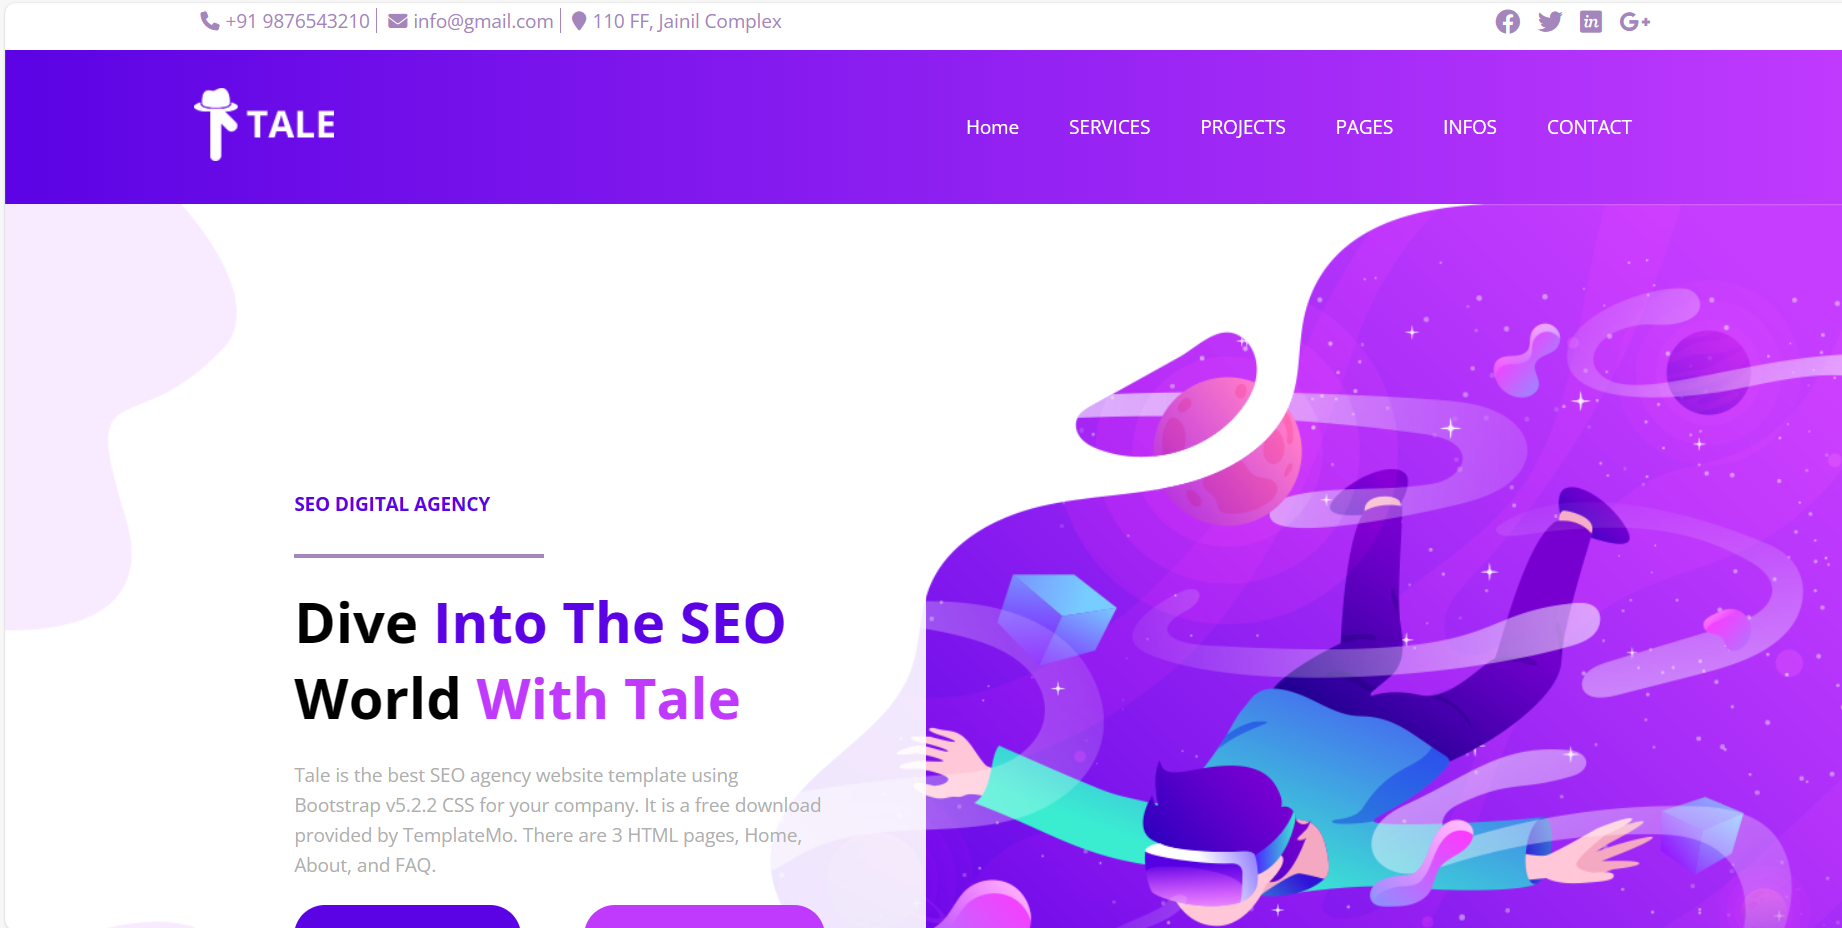 +91 9876543210 info@gmail.com 110 FF, Jainil Complex
TALE
Home SERVICES PROJECTS PAGES INFOS CONTACT
SEO DIGITAL AGENCY
Dive Into The SEO
World With Tale
Tale is the best SEO agency website template using
Bootstrap v5.2.2 CSS for your company. It is a free download
provided by TemplateMo. There are 3 HTML pages, Home,
About, and FAQ.